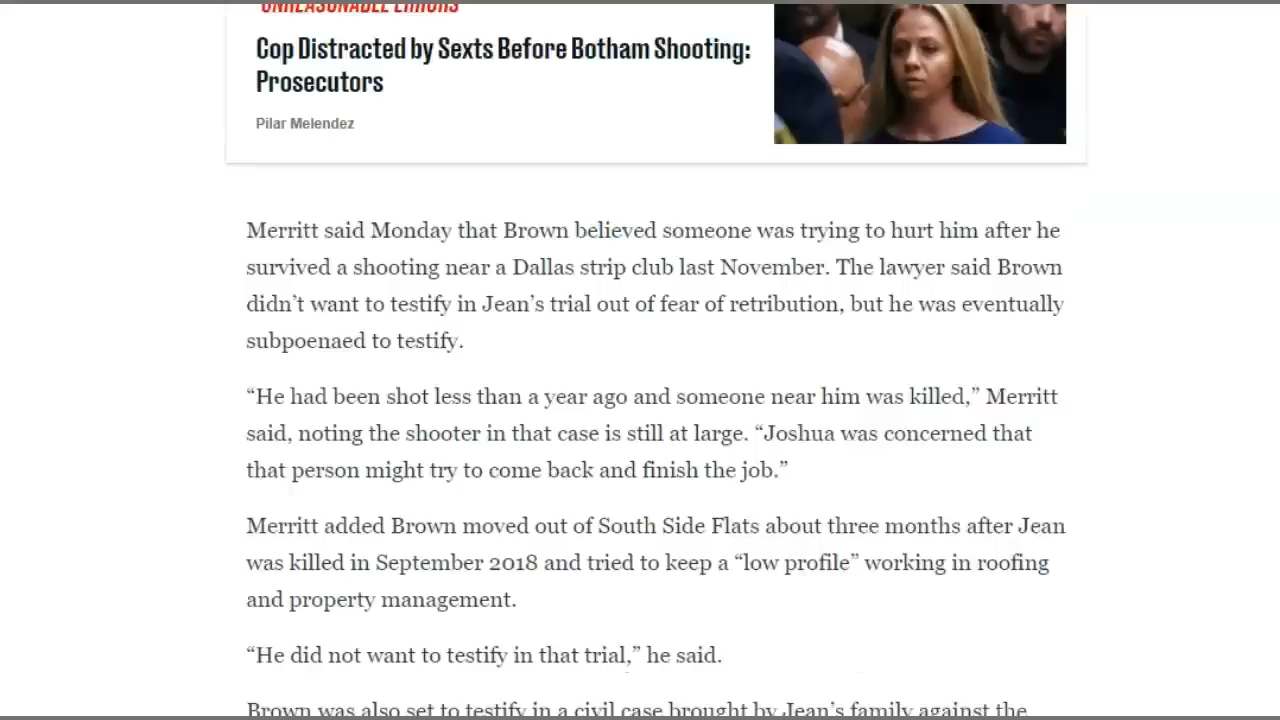 UNREASONABLE ERRORS
Cop Distracted by Sexts Before Botham Shooting:
Prosecutors
Pilar Melendez
Merritt said Monday that Brown believed someone was trying to hurt him after he
survived a shooting near a Dallas strip club last November. The lawyer said Brown
didn’t want to testify in Jean’s trial out of fear of retribution, but he was eventually
subpoenaed to testify.
“He had been shot less than a year ago and someone near him was killed,” Merritt
said, noting the shooter in that case is still at large. “Joshua was concerned that
that person might try to come back and finish the job.”
Merritt added Brown moved out of South Side Flats about three months after Jean
was killed in September 2018 and tried to keep a “low profile” working in roofing
and property management.
“He did not want to testify in that trial,” he said.
Brown was also set to testify in a civil case brought by Jean’s family against the